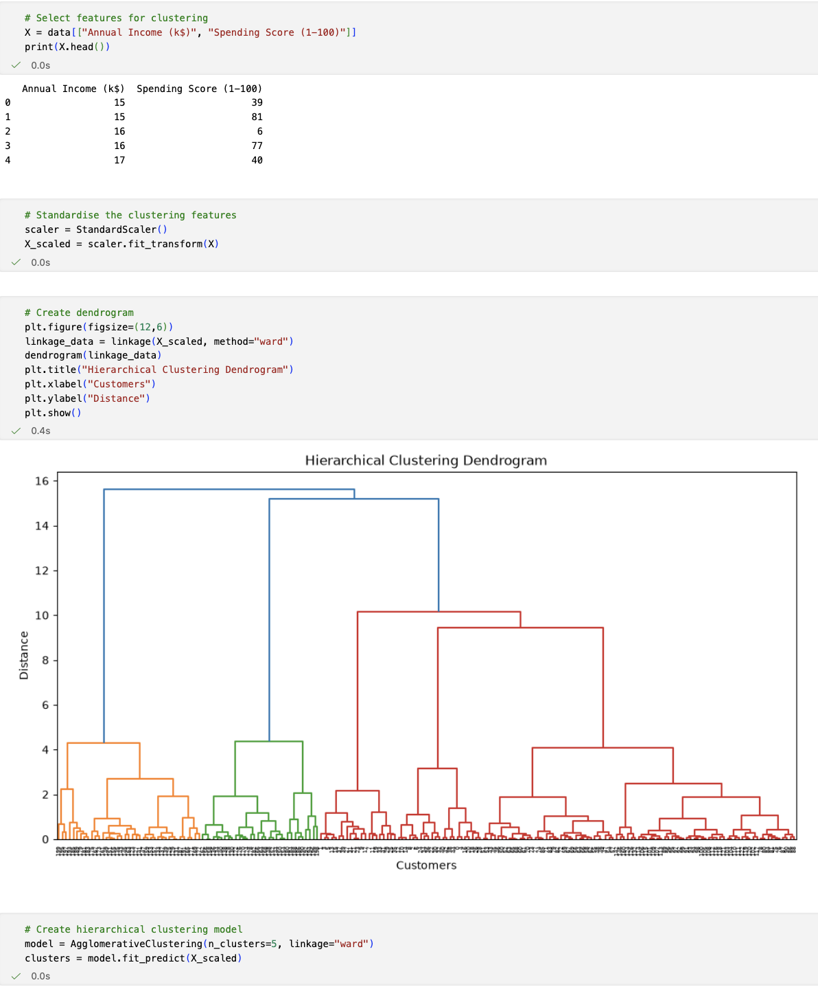 # Select features for clustering
X = data[["Annual Income (k$)", "Spending Score (1-100)"]]
print(X.head())
0.0s
Annual Income (k$) Spending Score (1-100)
0 15 39
1 15 81
2 16 6
3 16 77
4 17 40
# Standardise the clustering features
scaler = StandardScaler()
X_scaled = scaler.fit_transform(X)
0.0s
# Create dendrogram
plt.figure(figsize=(12,6))
linkage_data = linkage(X_scaled, method="ward")
dendrogram(linkage_data)
plt.title("Hierarchical Clustering Dendrogram")
plt.xlabel("Customers")
plt.ylabel("Distance")
plt.show()
0.4s
Hierarchical Clustering Dendrogram
16
14
12
10
8
6
4
2
0
Distance
Customers
# Create hierarchical clustering model
model = AgglomerativeClustering(n_clusters=5, linkage="ward")
clusters = model.fit_predict(X_scaled)
0.0s